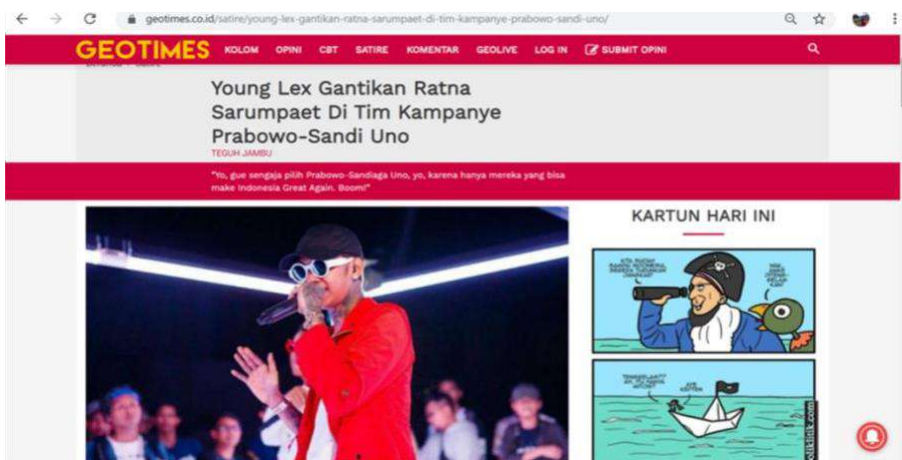 geotimes.co.id/satire/young-lex-gantikan-ratna-sarumpaet-di-tim-kampanye-prabowo-sandi-uno/
GEOTIMES KOLOM OPINI CBT SATIRE KOMENTAR GEOLIVE LOG IN SUBMIT OPINI
Young Lex Gantikan Ratna
Sarumpaet Di Tim Kampanye
Prabowo-Sandi Uno
TEGUH JAMBU
"Yo, gue sengaja pilih Prabowo-Sandiaga Uno, yo, karena hanya mereka yang bisa
make Indonesia Great Again. Boom!"
KARTUN HARI INI